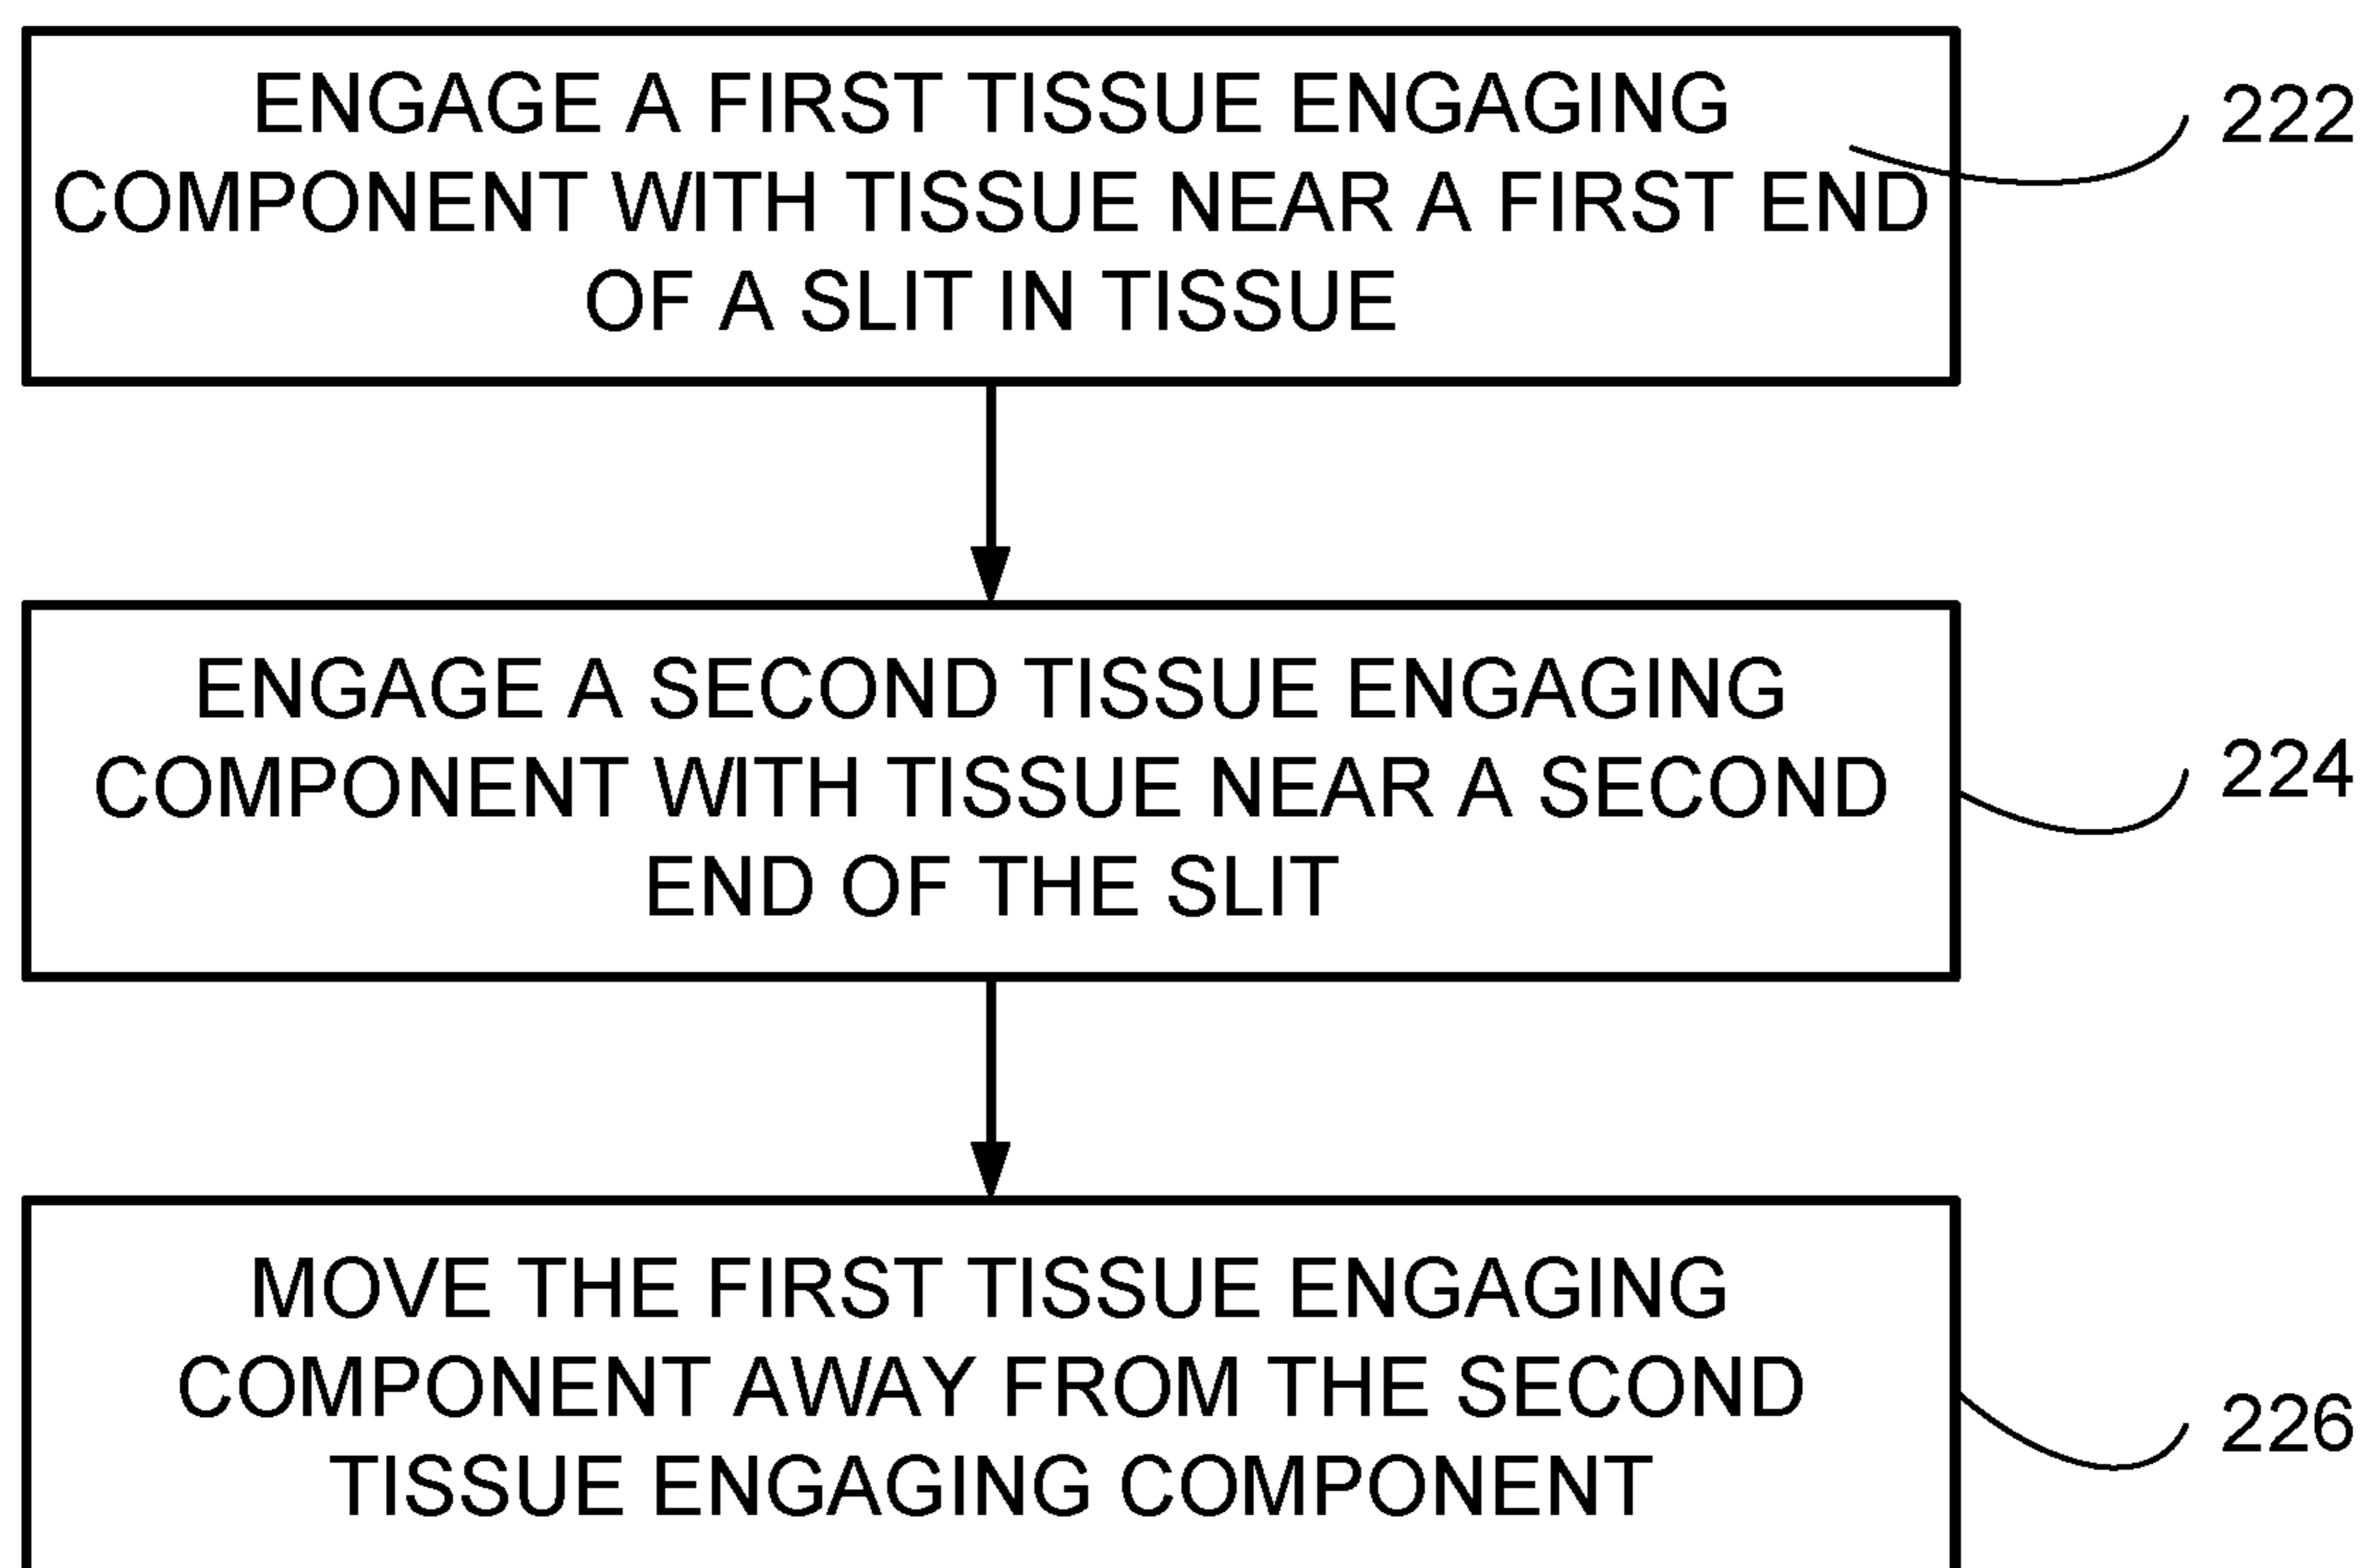 ENGAGE A FIRST TISSUE ENGAGING
COMPONENT WITH TISSUE NEAR A FIRST END
OF A SLIT IN TISSUE
222
ENGAGE A SECOND TISSUE ENGAGING
COMPONENT WITH TISSUE NEAR A SECOND
END OF THE SLIT
224
MOVE THE FIRST TISSUE ENGAGING
COMPONENT AWAY FROM THE SECOND
TISSUE ENGAGING COMPONENT
226